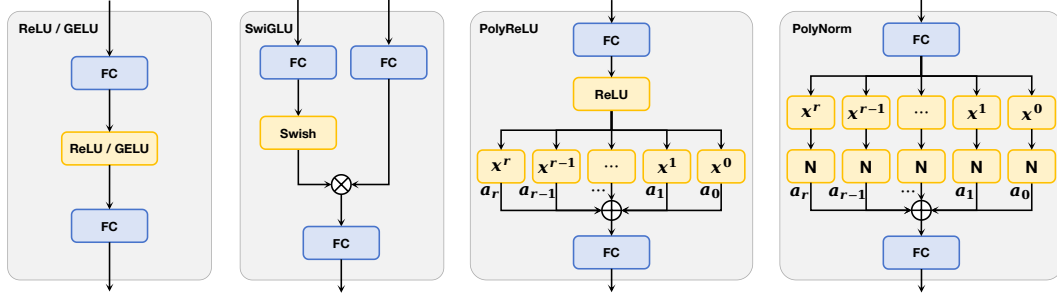 ReLU / GELU
FC
ReLU / GELU
FC
SwiGLU
FC FC
Swish
FC
PolyReLU
FC
ReLU
x^r x^{r-1} ... x^1 x^0
a_r a_{r-1} ... a_1 a_0
FC
PolyNorm
FC
x^r x^{r-1} ... x^1 x^0
N N N N N
a_r a_{r-1} ... a_1 a_0
FC